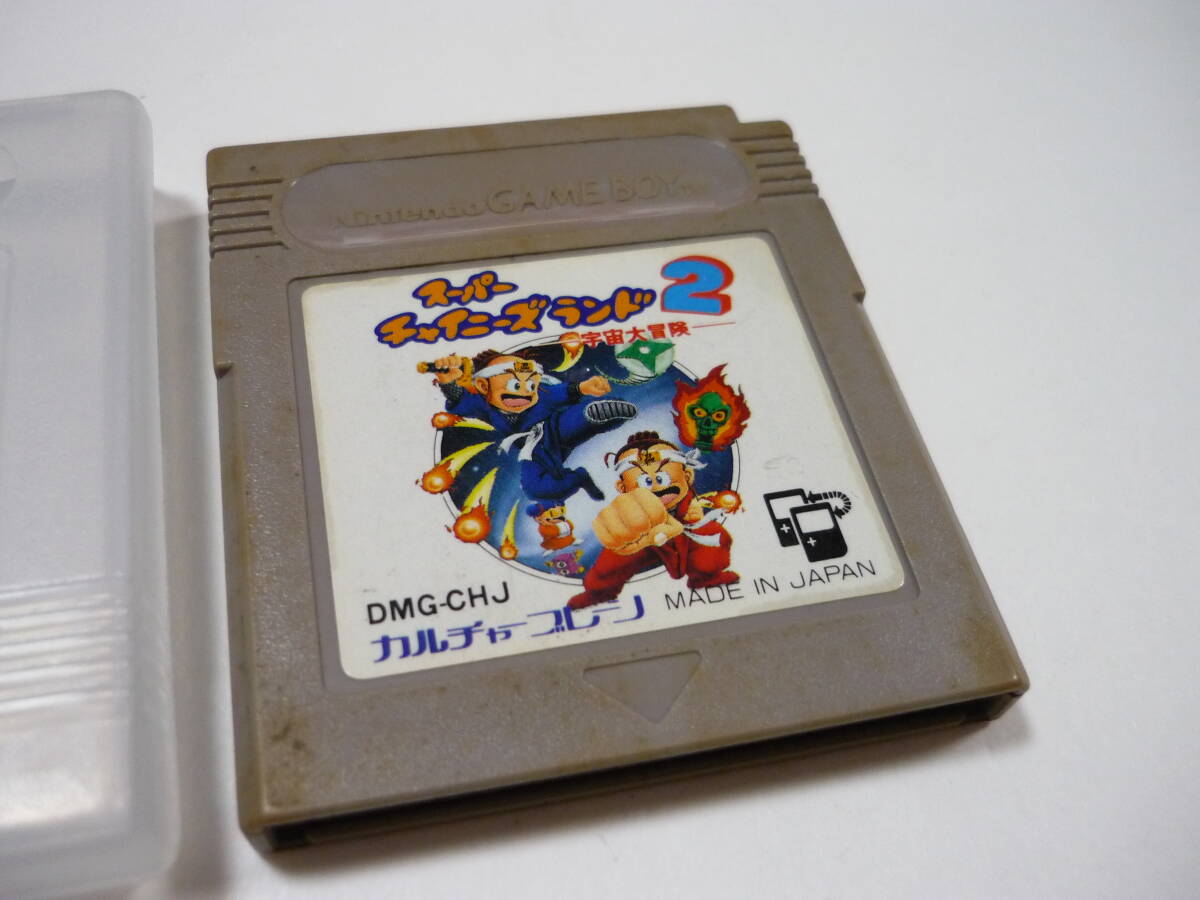 Nintendo GAME BOY™
スーパー
チャイニーズランド2
宇宙大冒険
DMG-CHJ
MADE IN JAPAN
カルチャーブレーン